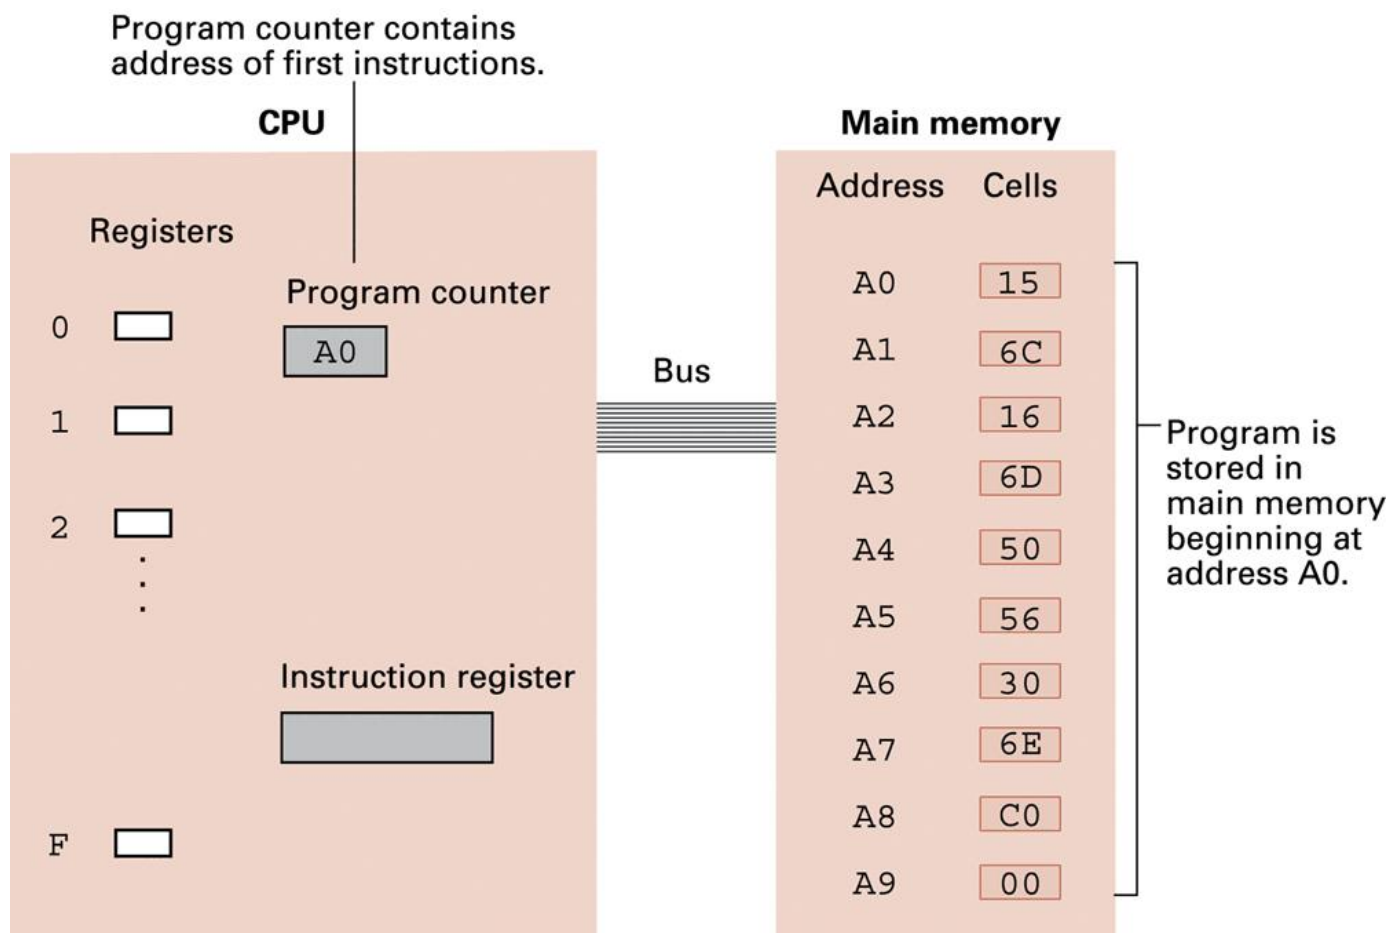 Program counter contains
address of first instructions.
CPU
Registers
Program counter
0
A0
1
2
Instruction register
F
Bus
Main memory
Address Cells
A0 15
A1 6C
A2 16
A3 6D
A4 50
A5 56
A6 30
A7 6E
A8 C0
A9 00
Program is
stored in
main memory
beginning at
address A0.